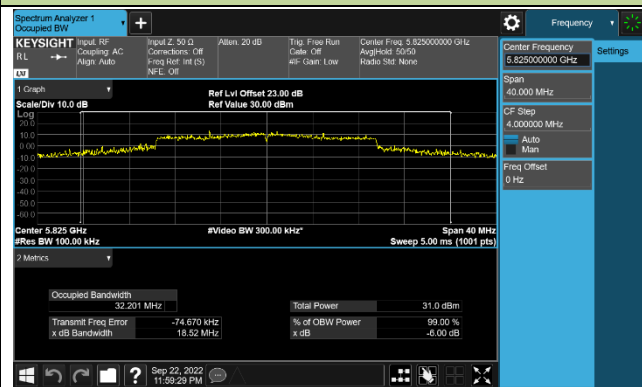 Spectrum Analyzer 1
Occupied BW
Frequency
KEYSIGHT
RL
LXI
Input: RF
Coupling: AC
Align: Auto
Input Z: 50 Ω
Corrections: Off
Freq Ref: Int (S)
NFE: Off
Atten: 20 dB
Trig: Free Run
Gate: Off
#IF Gain: Low
Center Freq: 5.825000000 GHz
Avg|Hold: 50/50
Radio Std: None
Center Frequency
5.825000000 GHz
Settings
Span
40.000 MHz
CF Step
4.000000 MHz
Auto
Man
Freq Offset
0 Hz
1 Graph
Scale/Div 10.0 dB
Ref Lvl Offset 23.00 dB
Ref Value 30.00 dBm
Log
20.0
10.0
0.00
-10.0
-20.0
-30.0
-40.0
-50.0
-60.0
Center 5.825 GHz
#Video BW 300.00 kHz*
Span 40 MHz
#Res BW 100.00 kHz
Sweep 5.00 ms (1001 pts)
2 Metrics
Occupied Bandwidth
32.201 MHz
Total Power 31.0 dBm
Transmit Freq Error -74.670 kHz
% of OBW Power 99.00 %
x dB Bandwidth 18.52 MHz
x dB -6.00 dB
?
Sep 22, 2022
11:59:29 PM